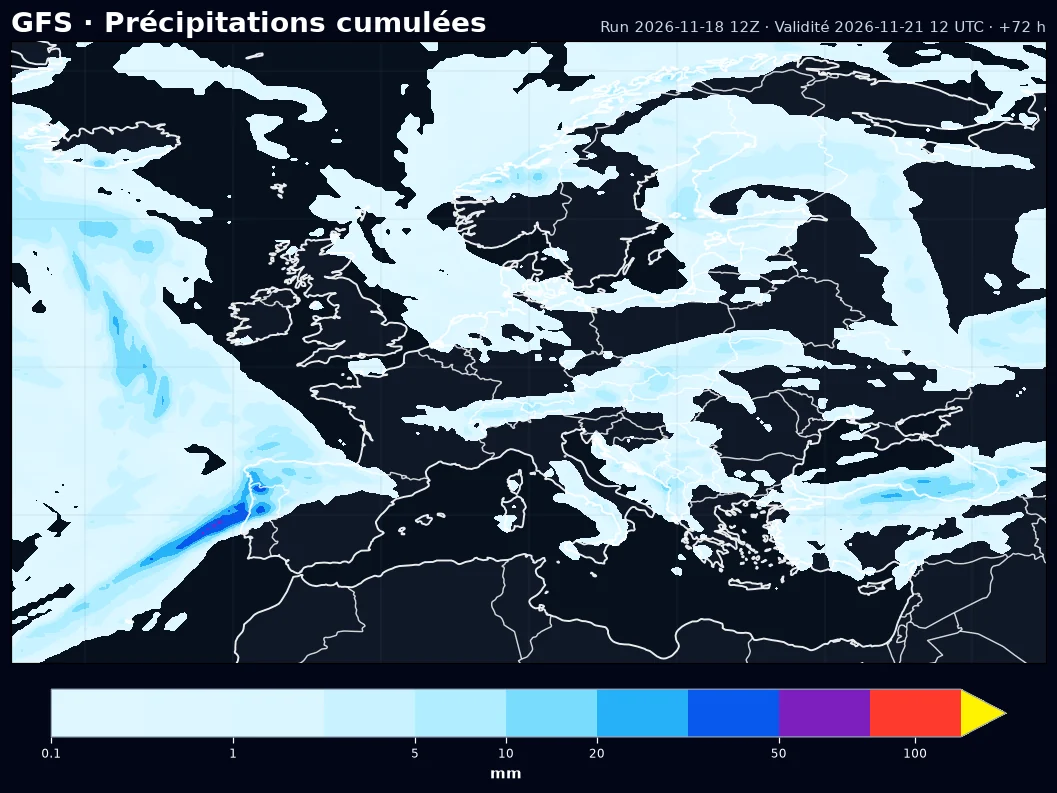 GFS · Précipitations cumulées
Run 2026-11-18 12Z · Validité 2026-11-21 12 UTC · +72 h
0.1 1 5 10 20 50 100
mm